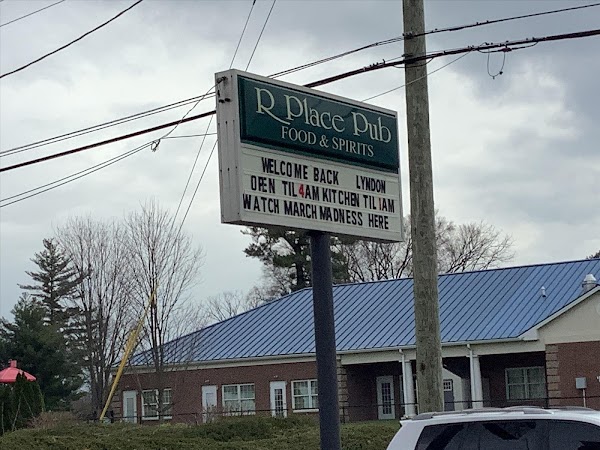 R Place Pub
FOOD & SPIRITS
WELCOME BACK LYNDON
OPEN TIL 4AM KITCHEN TIL 1AM
WATCH MARCH MADNESS HERE